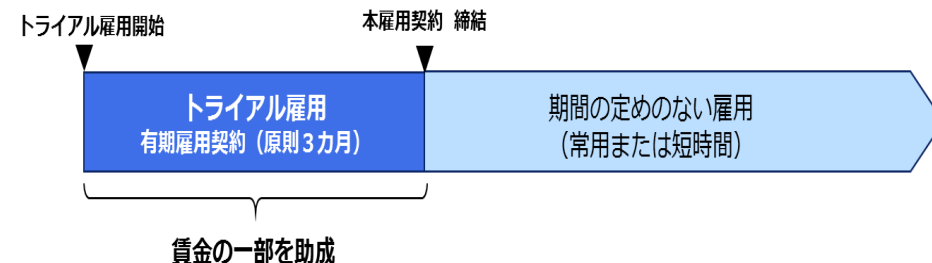 トライアル雇用開始
本雇用契約 締結
トライアル雇用
有期雇用契約（原則３カ月）
期間の定めのない雇用
（常用または短時間）
賃金の一部を助成